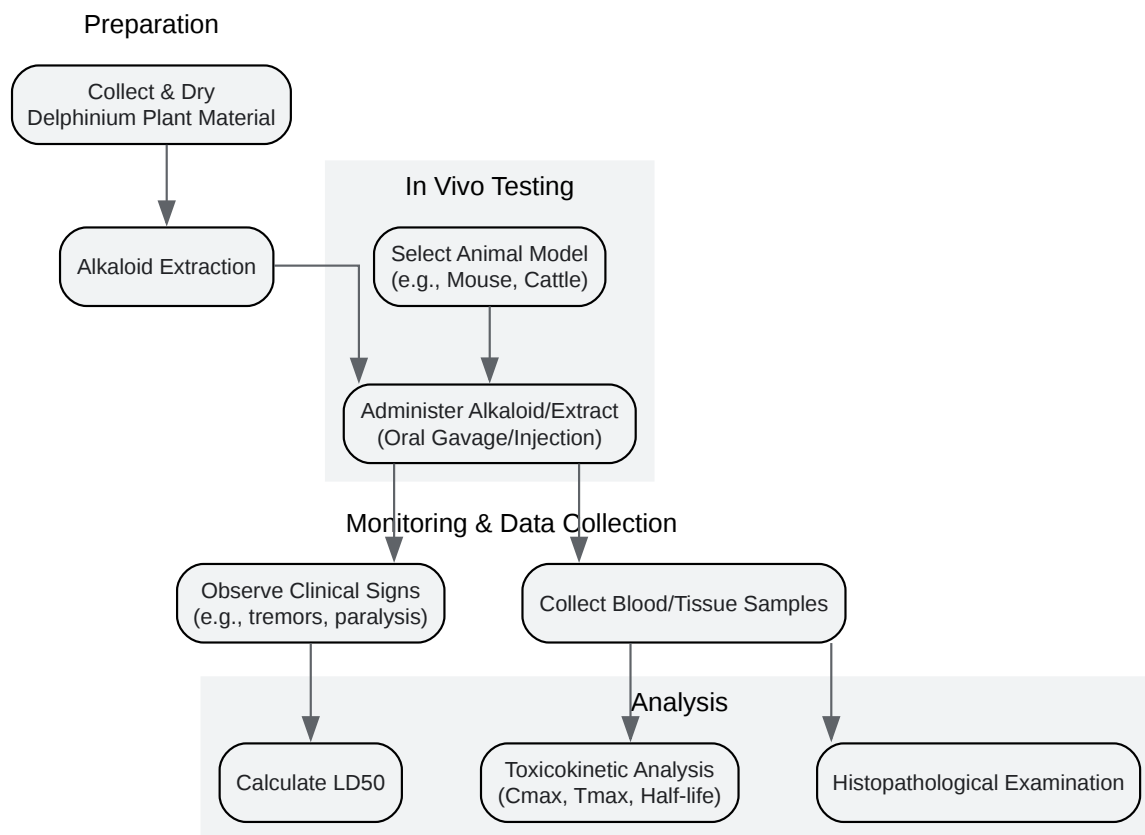 Preparation
Collect & Dry
Delphinium Plant Material
In Vivo Testing
Alkaloid Extraction
Select Animal Model
(e.g., Mouse, Cattle)
Administer Alkaloid/Extract
(Oral Gavage/Injection)
Monitoring & Data Collection
Observe Clinical Signs
(e.g., tremors, paralysis)
Collect Blood/Tissue Samples
Analysis
Calculate LD50
Toxicokinetic Analysis
(Cmax, Tmax, Half-life)
Histopathological Examination